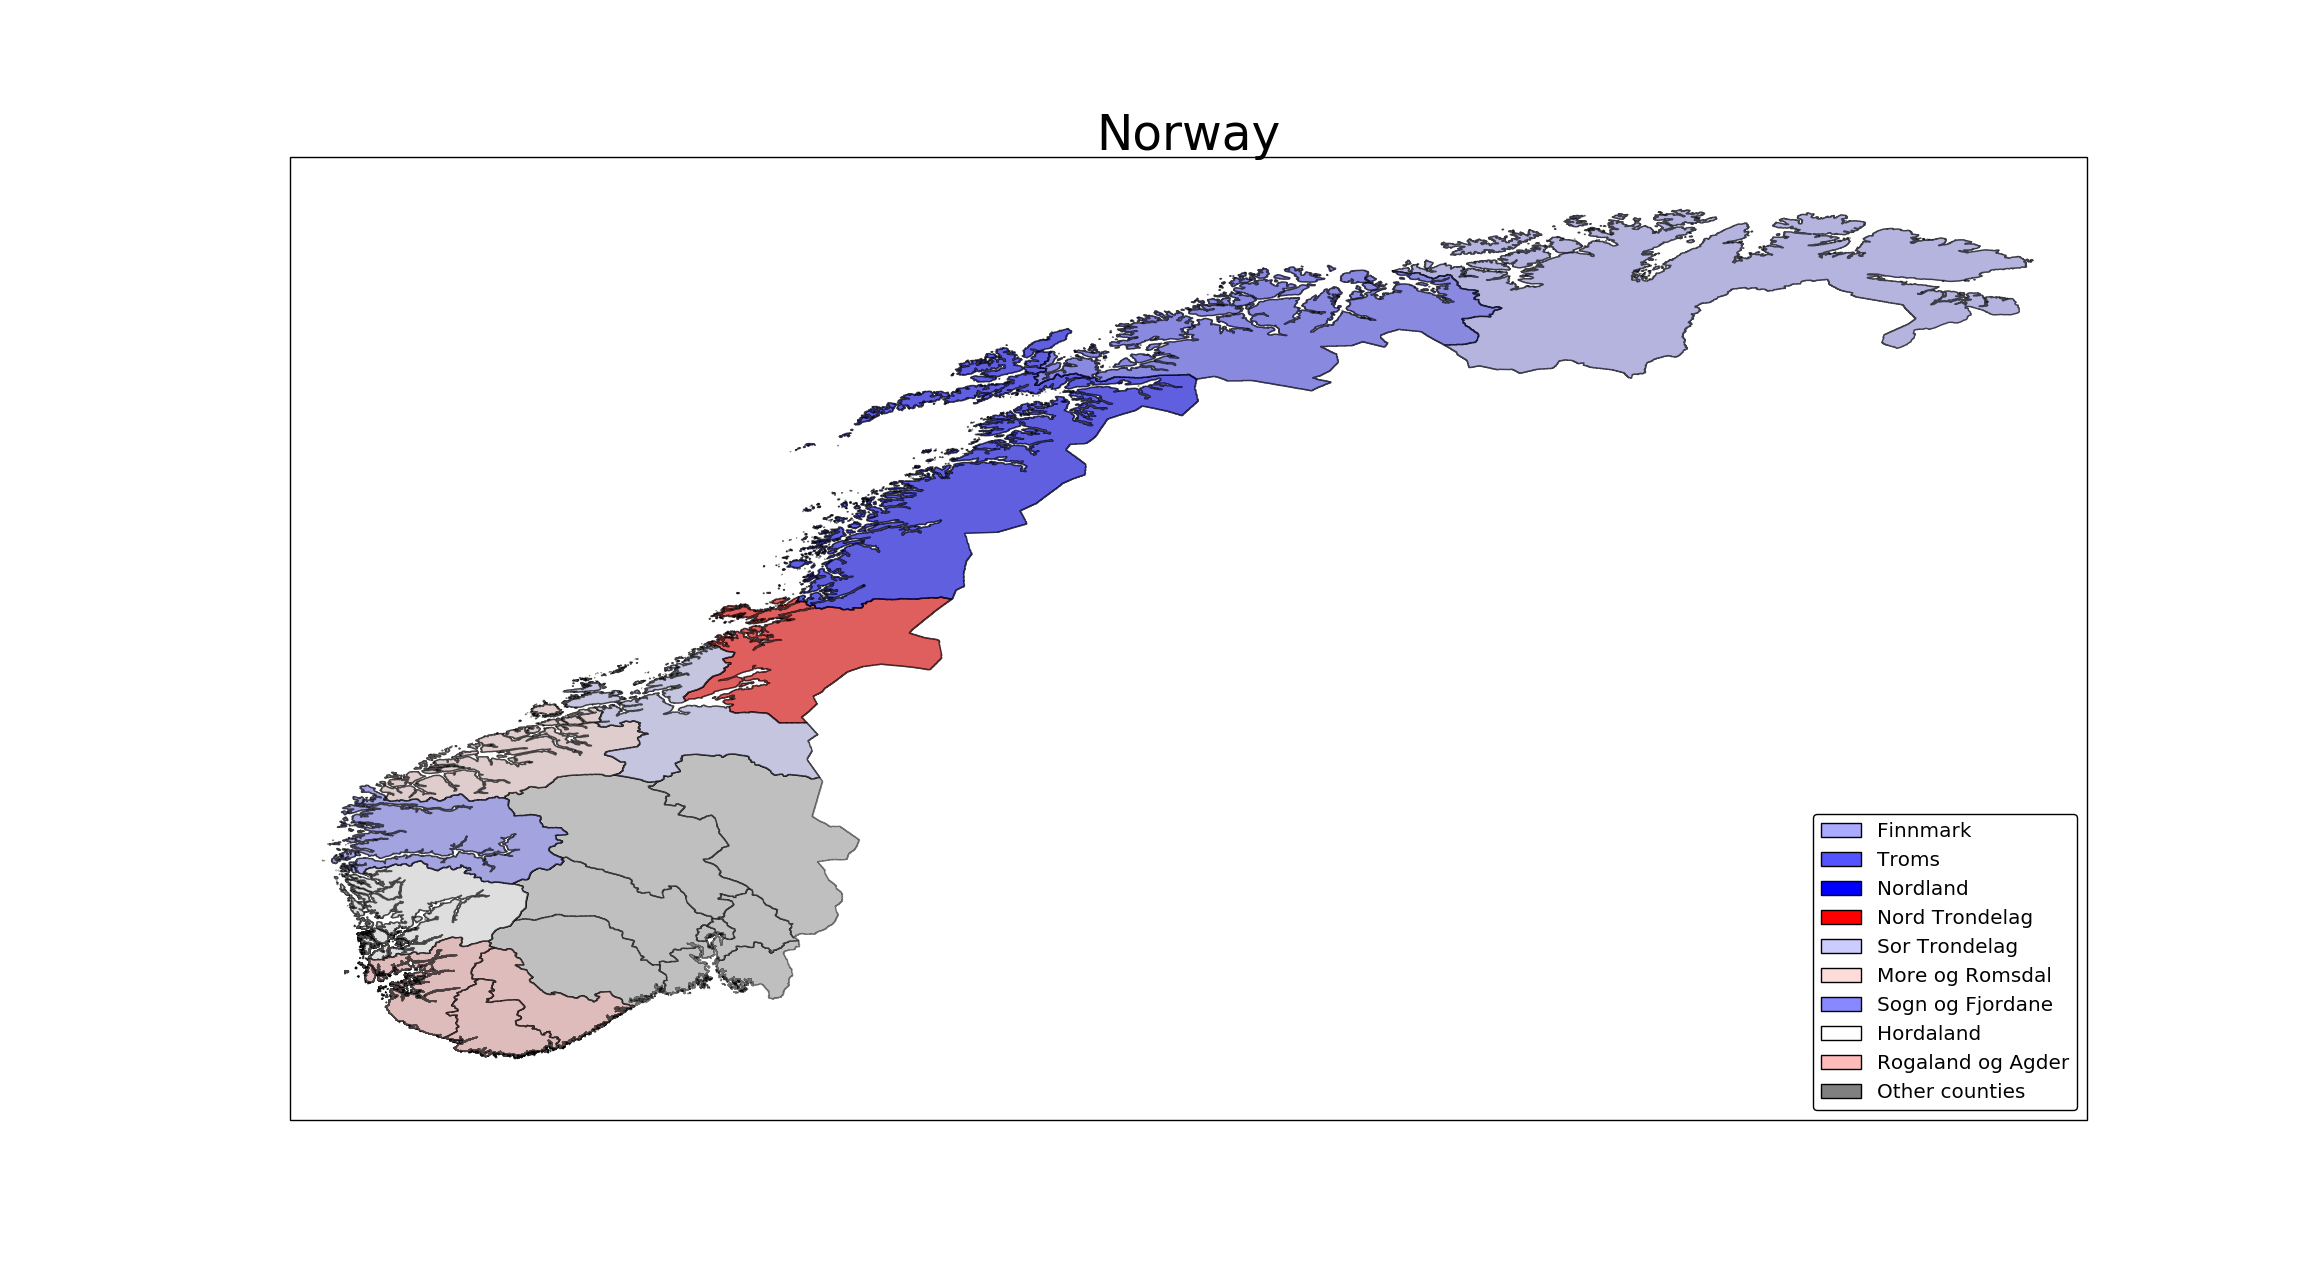 Norway
Finnmark
Troms
Nordland
Nord Trondelag
Sor Trondelag
More og Romsdal
Sogn og Fjordane
Hordaland
Rogaland og Agder
Other counties